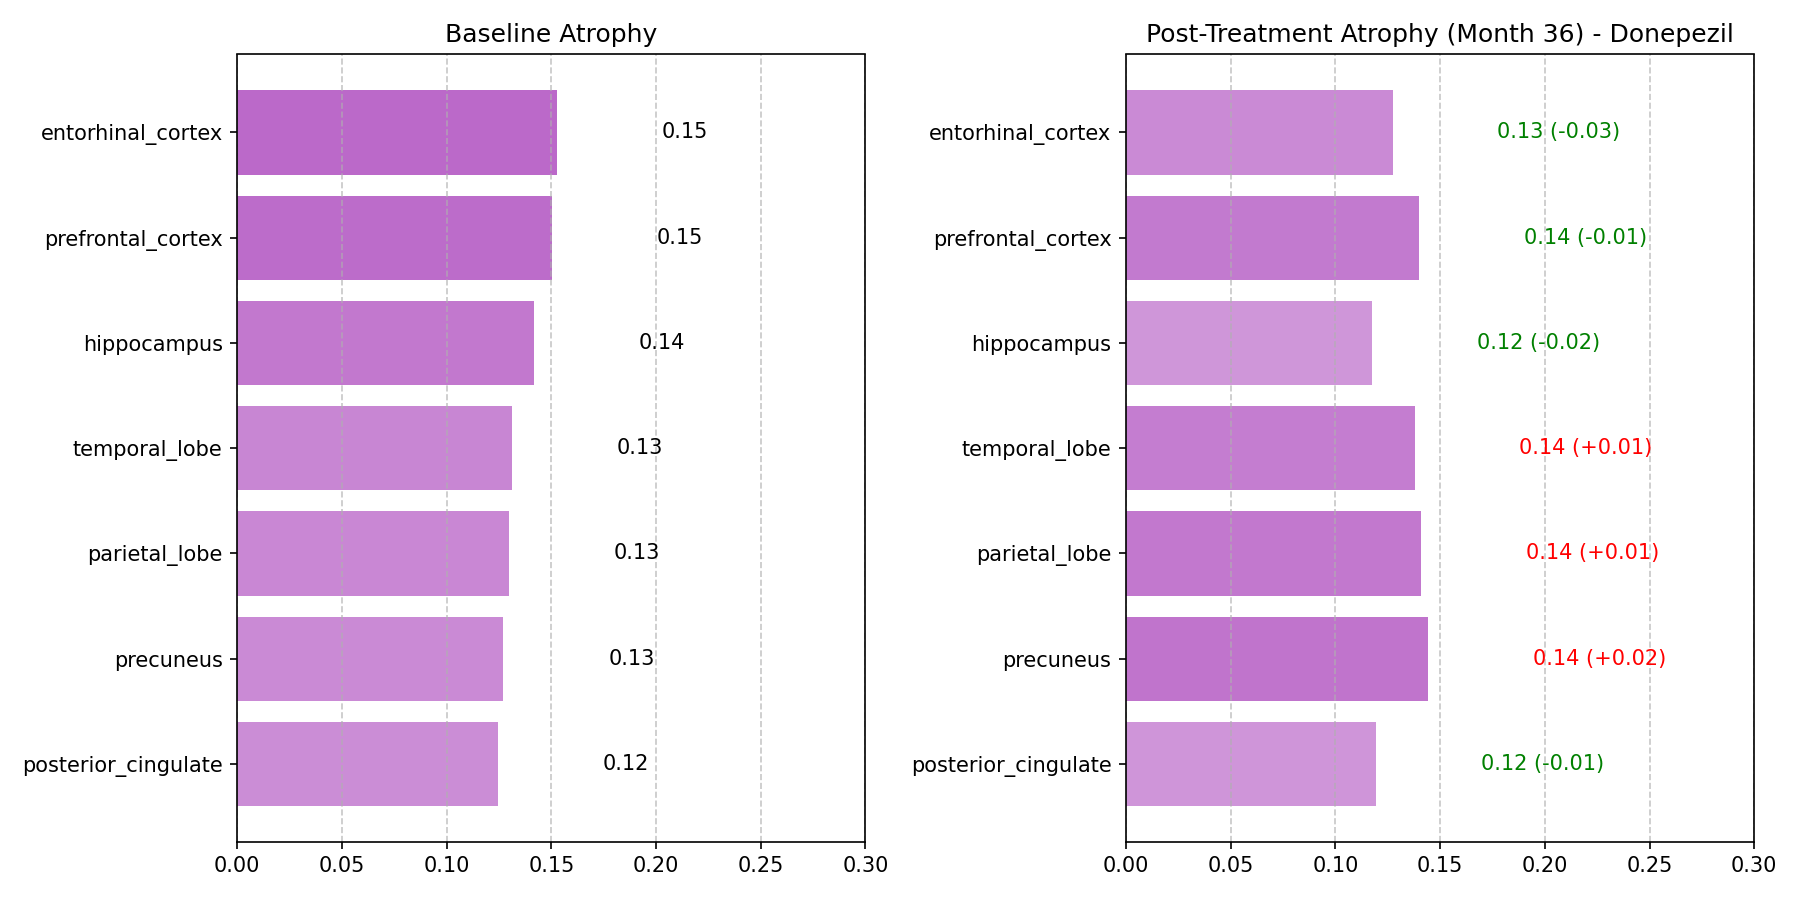 Baseline Atrophy
entorhinal_cortex
0.15
prefrontal_cortex
0.15
hippocampus
0.14
temporal_lobe
0.13
parietal_lobe
0.13
precuneus
0.13
posterior_cingulate
0.12
0.00 0.05 0.10 0.15 0.20 0.25 0.30
Post-Treatment Atrophy (Month 36) - Donepezil
entorhinal_cortex
0.13 (-0.03)
prefrontal_cortex
0.14 (-0.01)
hippocampus
0.12 (-0.02)
temporal_lobe
0.14 (+0.01)
parietal_lobe
0.14 (+0.01)
precuneus
0.14 (+0.02)
posterior_cingulate
0.12 (-0.01)
0.00 0.05 0.10 0.15 0.20 0.25 0.30